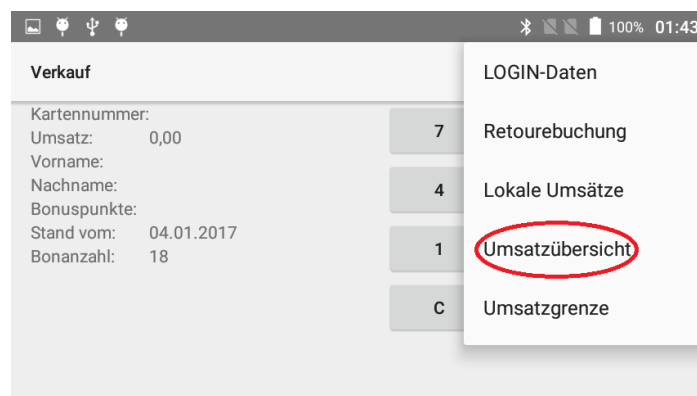 100% 01:43
Verkauf
Kartennummer:
Umsatz: 0,00
Vorname:
Nachname:
Bonuspunkte:
Stand vom: 04.01.2017
Bonanzahl: 18
7
4
1
C
LOGIN-Daten
Retourebuchung
Lokale Umsätze
Umsatzübersicht
Umsatzgrenze